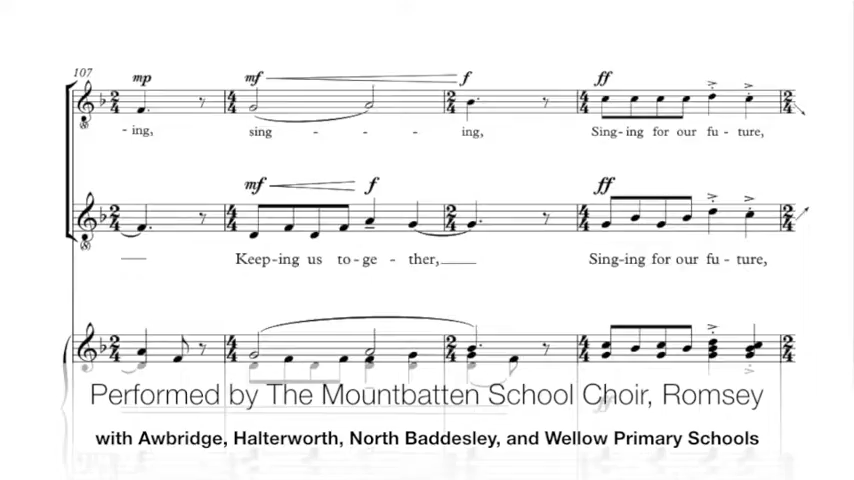 107
mp mf f ff
-ing, sing - - - ing, Sing-ing for our fu - ture,
mf f ff
Keep-ing us to-ge - ther, Sing-ing for our fu - ture,
Performed by The Mountbatten School Choir, Romsey
ff
with Awbridge, Halterworth, North Baddesley, and Wellow Primary Schools